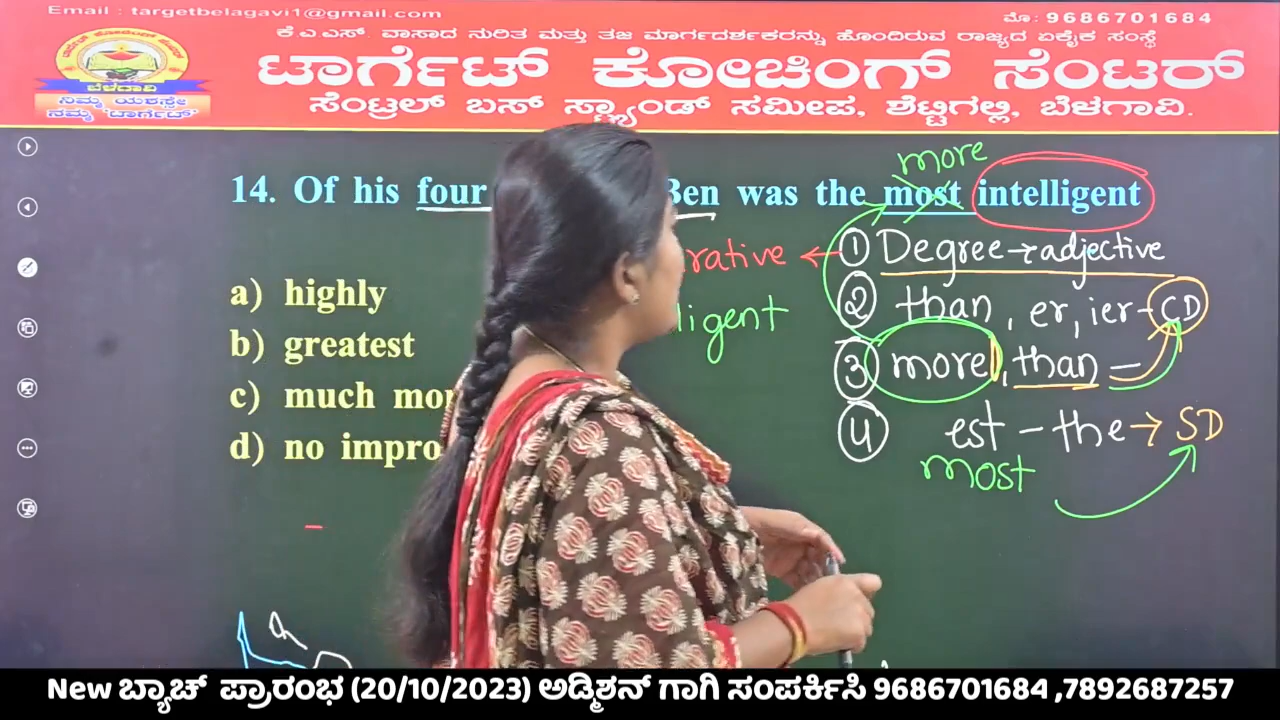 Email : targetbelagavi1@gmail.com
ಮೊ: 9686701684
ಕೆ.ಎ.ಎಸ್. ಪಾಸಾದ ನುರಿತ ಮತ್ತು ತಜ್ಞ ಮಾರ್ಗದರ್ಶಕರನ್ನು ಹೊಂದಿರುವ ರಾಜ್ಯದ ಏಕೈಕ ಸಂಸ್ಥೆ
ಟಾರ್ಗೆಟ್ ಕೋಚಿಂಗ್ ಸೆಂಟರ್
ಬೆಳಗಾವಿ
ನಿಮ್ಮ ಯಶಸ್ಸೇ
ನಮ್ಮ ಟಾರ್ಗೆಟ್
ಸೆಂಟ್ರಲ್ ಬಸ್ ಸ್ಟ್ಯಾಂಡ್ ಸಮೀಪ, ಶೆಟ್ಟಿಗಲ್ಲಿ, ಬೆಳಗಾವಿ.
more
14. Of his four Ben was the most intelligent
rative ← 1 Degree → adjective
a) highly
2 than, er, ier - CD
ligent
b) greatest
3 more, than -
c) much mor
4 est - the → SD
d) no impro
most
New ಬ್ಯಾಚ್ ಪ್ರಾರಂಭ (20/10/2023) ಅಡ್ಮಿಶನ್ ಗಾಗಿ ಸಂಪರ್ಕಿಸಿ 9686701684 ,7892687257